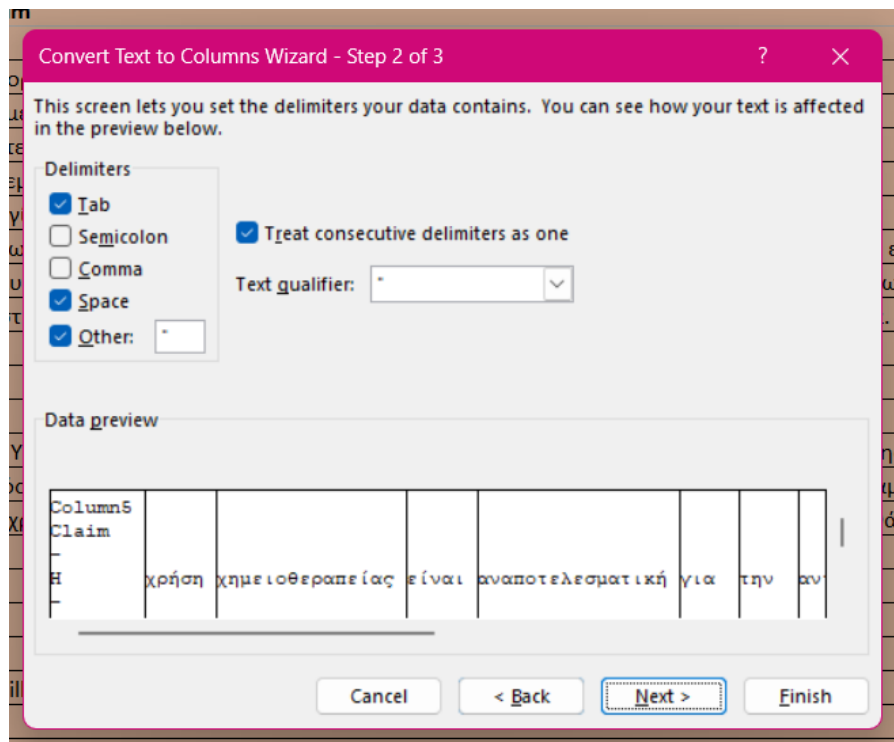 Convert Text to Columns Wizard - Step 2 of 3 ? ×
This screen lets you set the delimiters your data contains. You can see how your text is affected
in the preview below.
Delimiters
Tab
Semicolon
Comma
Space
Other: "
Treat consecutive delimiters as one
Text qualifier: "
Data preview
Column5
Claim
-
Η χρήση χημειοθεραπείας είναι αναποτελεσματική για την
-
Cancel < Back Next > Finish